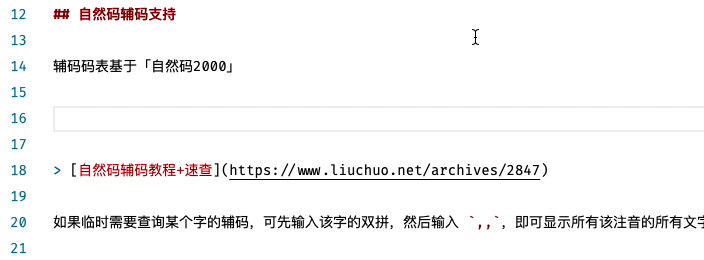 12 ## 自然码辅码支持
13
14 辅码码表基于「自然码2000」
15
16
17
18 > [自然码辅码教程+速查](https://www.liuchuo.net/archives/2847)
19
20 如果临时需要查询某个字的辅码，可先输入该字的双拼，然后输入 `,,`，即可显示所有该注音的所有文字
21